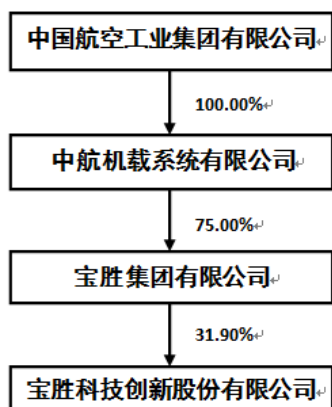 中国航空工业集团有限公司
100.00%
中航机载系统有限公司
75.00%
宝胜集团有限公司
31.90%
宝胜科技创新股份有限公司